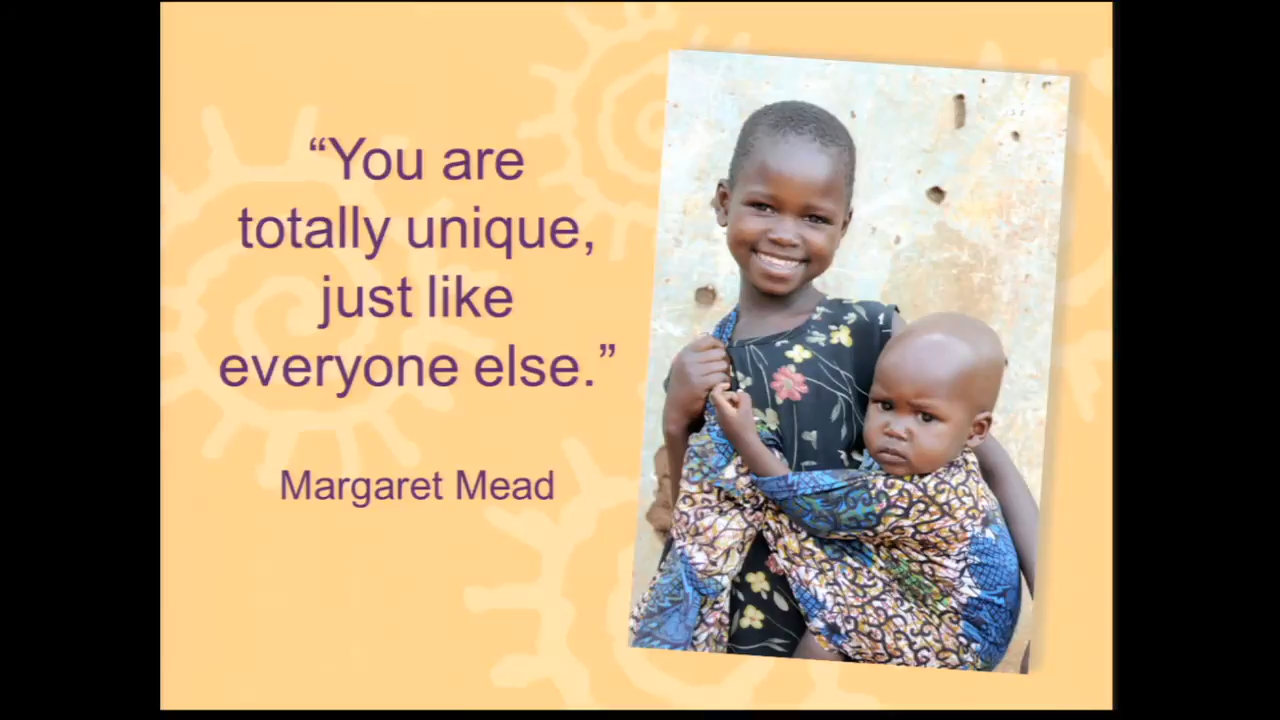 “You are
totally unique,
just like
everyone else.”
Margaret Mead